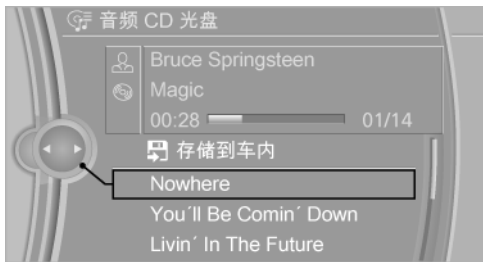 音频 CD 光盘
Bruce Springsteen
Magic
00:28 01/14
存储到车内
Nowhere
You´ll Be Comin´ Down
Livin´ In The Future